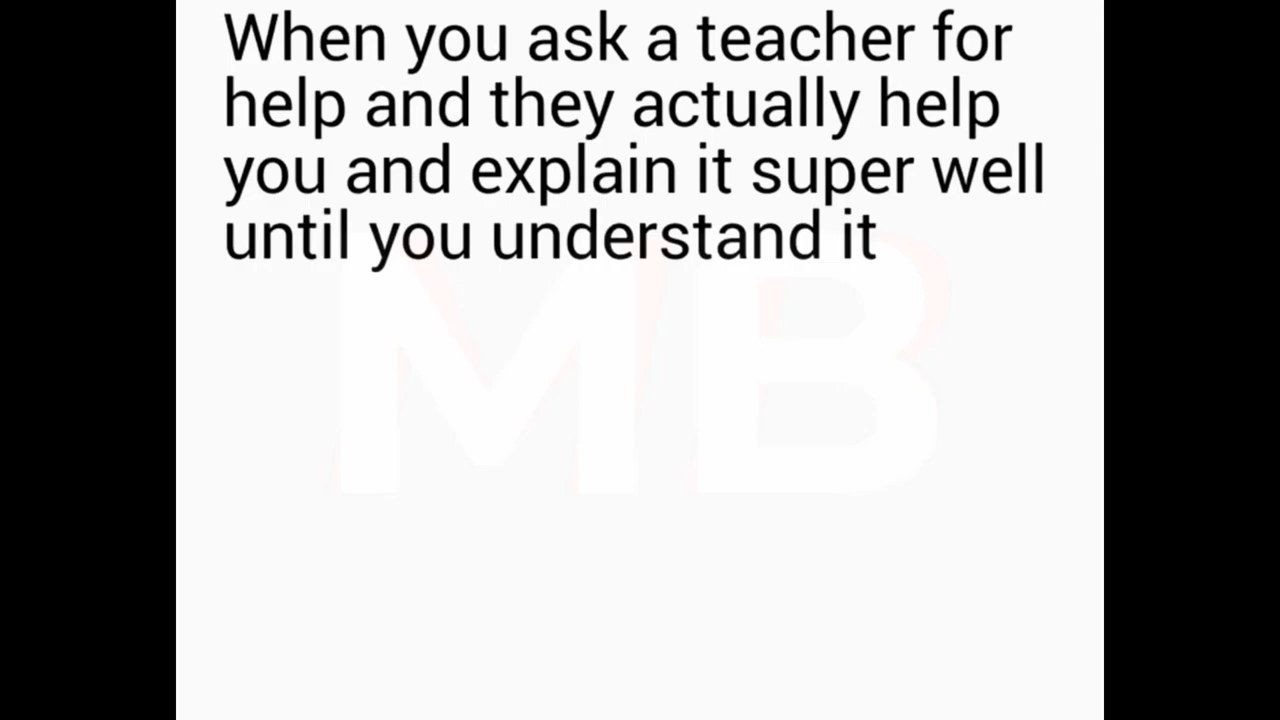 When you ask a teacher for
help and they actually help
you and explain it super well
until you understand it
MB